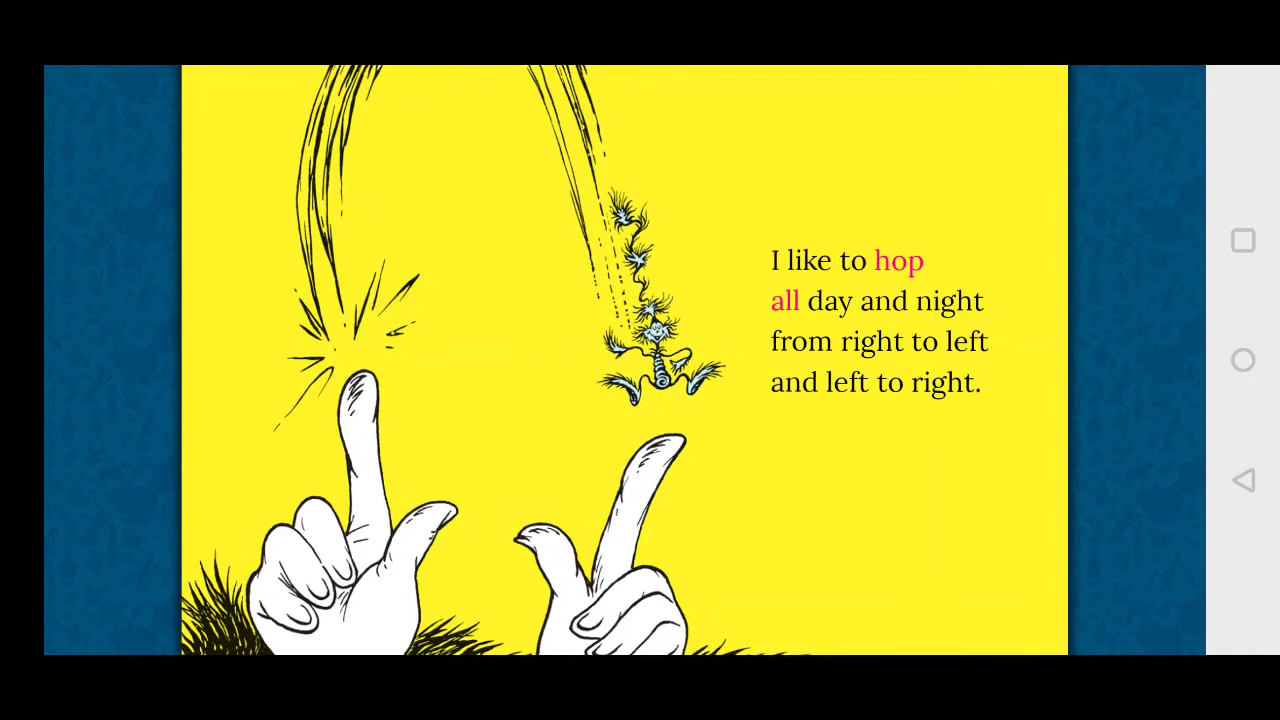 I like to hop
all day and night
from right to left
and left to right.